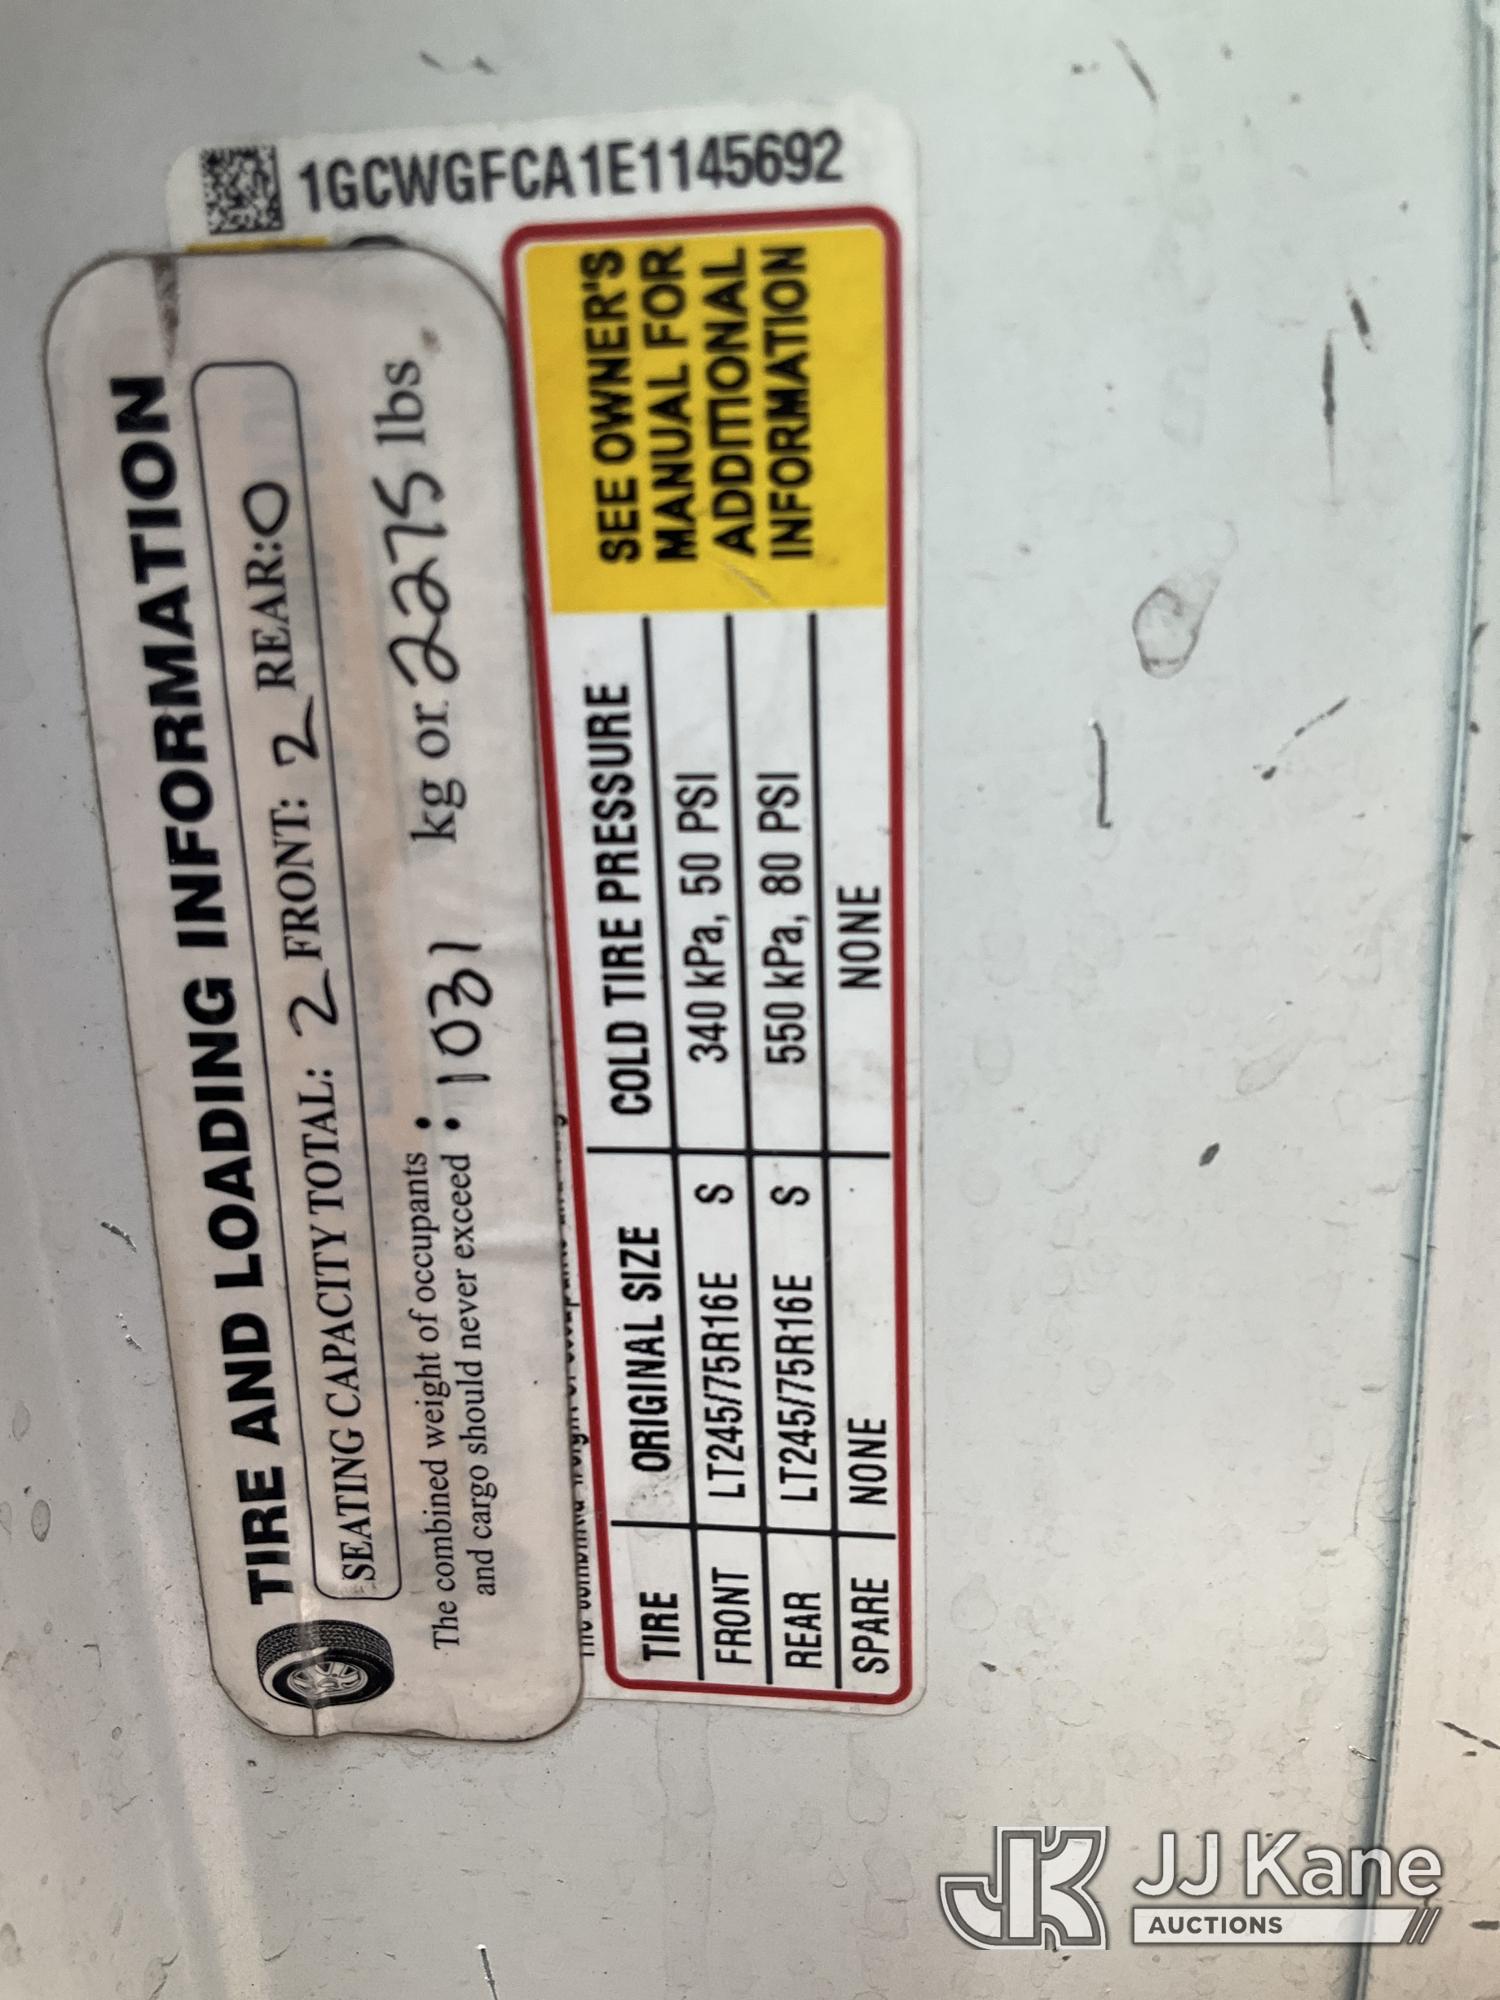 1GCWGFCA1E1145692
TIRE AND LOADING INFORMATION
SEATING CAPACITY TOTAL: 2 FRONT: 2 REAR: 0
The combined weight of occupants :
and cargo should never exceed : 1031 kg or 2275 lbs.
TIRE ORIGINAL SIZE COLD TIRE PRESSURE
FRONT LT245/75R16E S 340 kPa, 50 PSI
REAR LT245/75R16E S 550 kPa, 80 PSI
SPARE NONE NONE
SEE OWNER'S
MANUAL FOR
ADDITIONAL
INFORMATION
JK JJ Kane
AUCTIONS